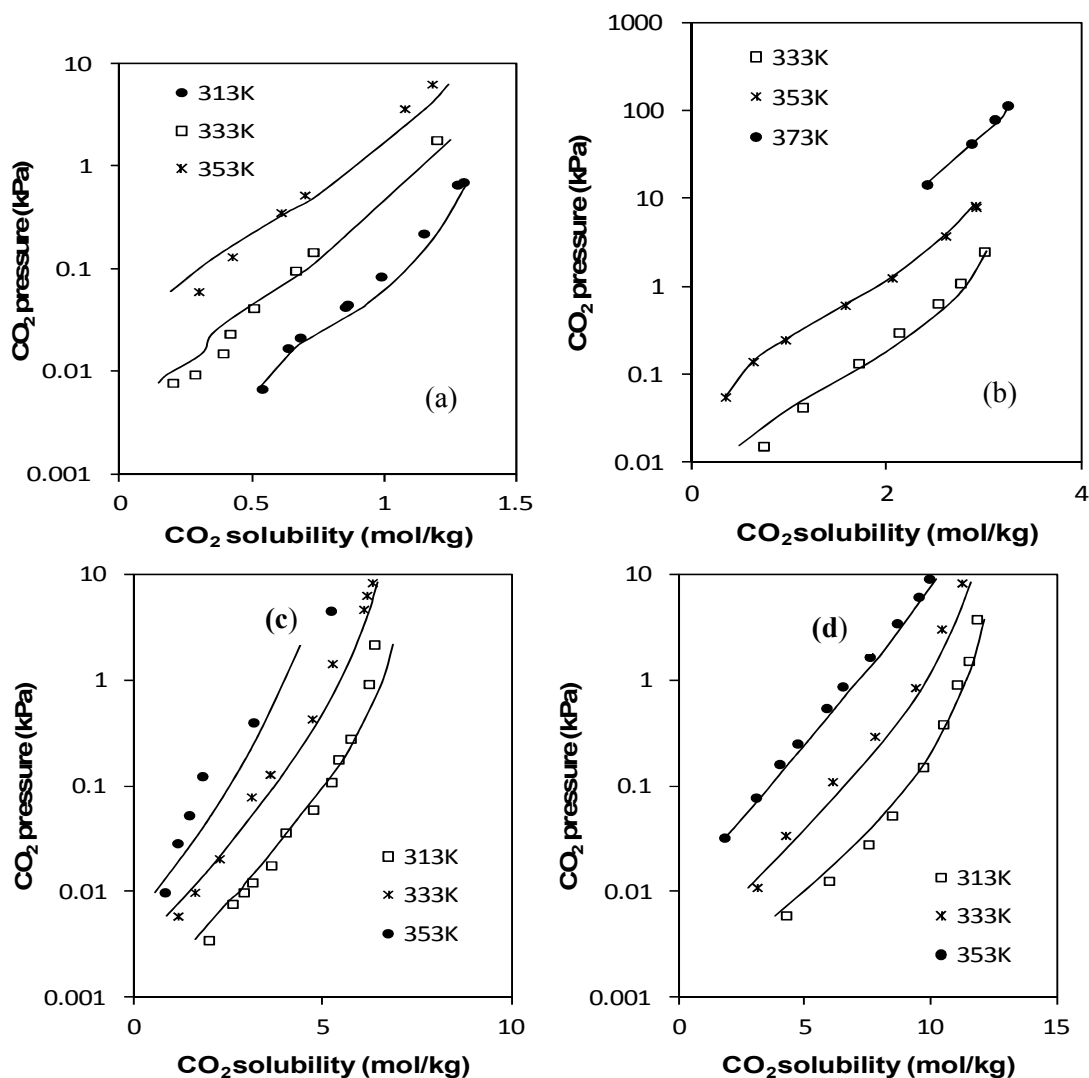 10
1
0.1
0.01
0.001
0
0.5
1
1.5
CO2 pressure (kPa)
CO2 solubility (mol/kg)
313K
333K
353K
(a)
1000
100
10
1
0.1
0.01
0
2
4
CO2 pressure (kPa)
CO2 solubility (mol/kg)
333K
353K
373K
(b)
10
1
0.1
0.01
0.001
0
5
10
CO2 pressure (kPa)
CO2 solubility (mol/kg)
(c)
313K
333K
353K
10
1
0.1
0.01
0.001
0
5
10
15
CO2 pressure (kPa)
CO2 solubility (mol/kg)
(d)
313K
333K
353K